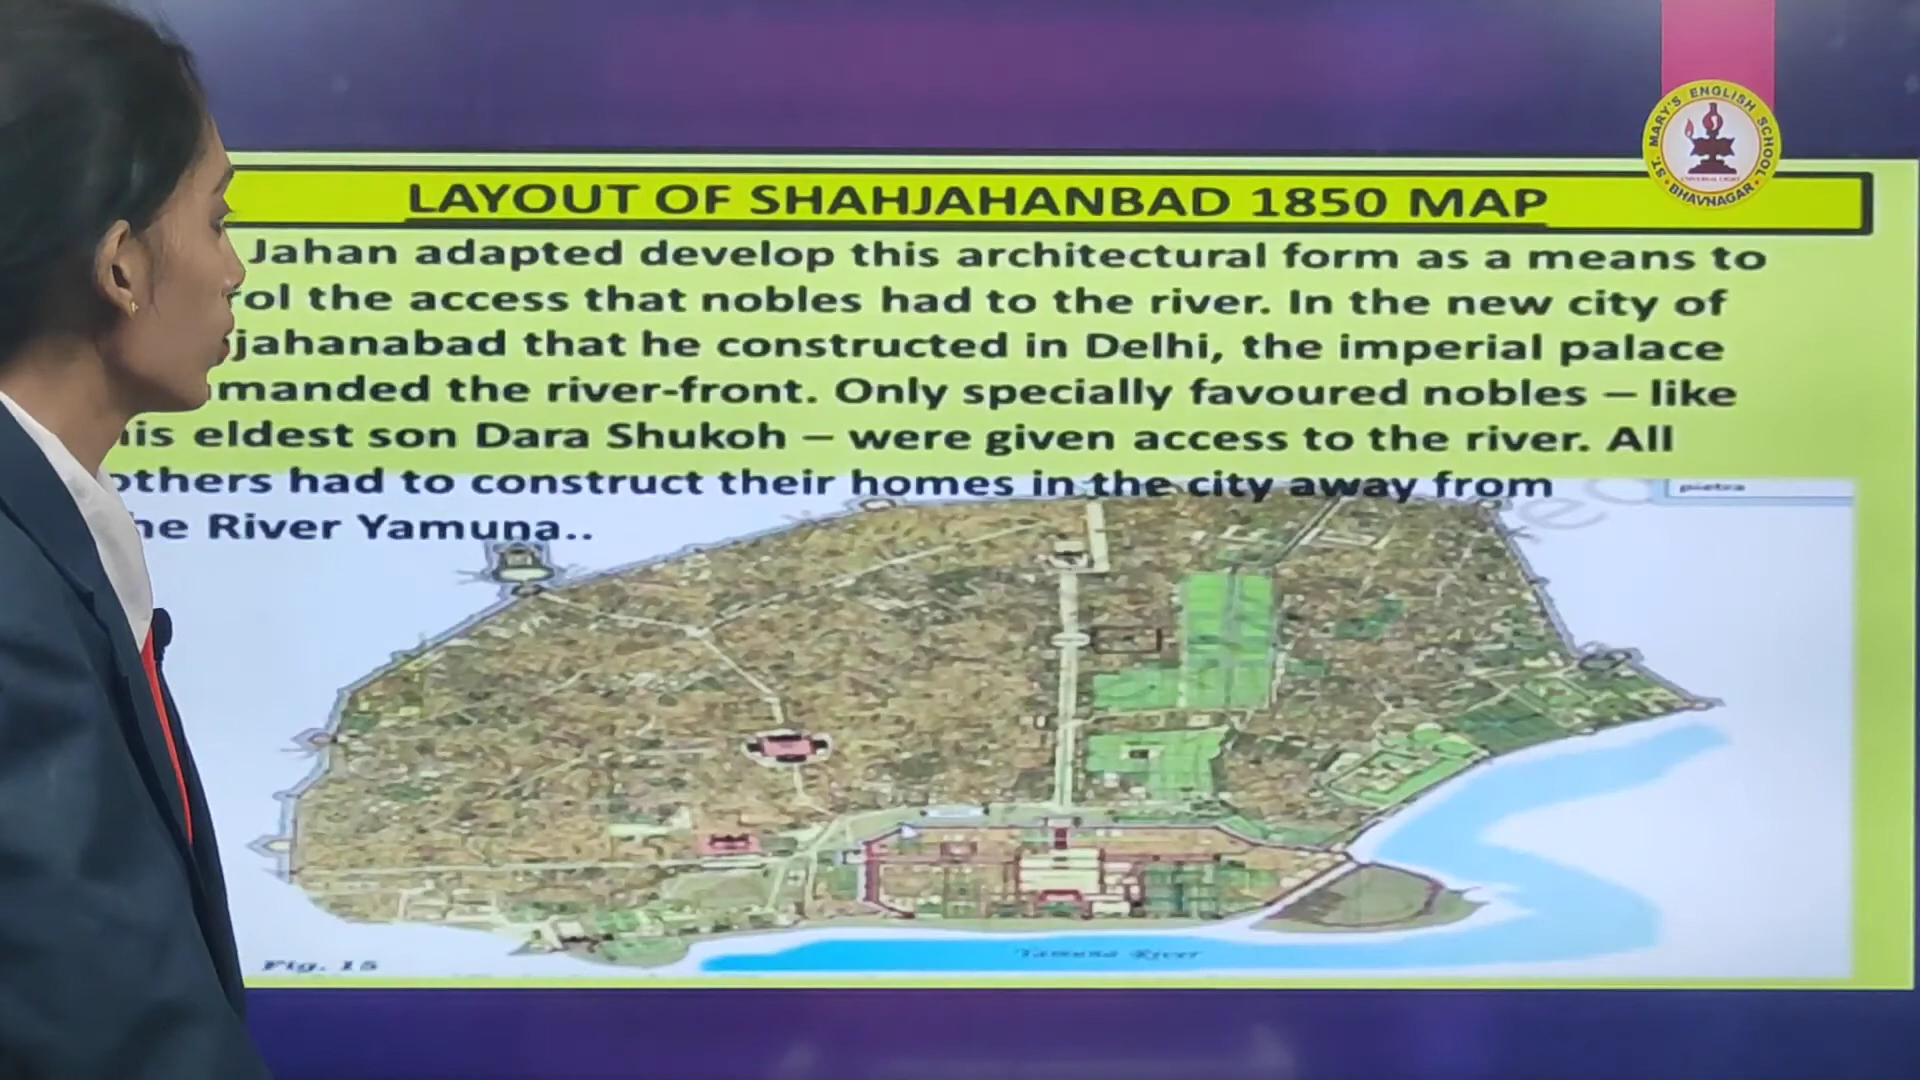 ST. MARY'S ENGLISH SCHOOL
BHAVNAGAR
LAYOUT OF SHAHJAHANBAD 1850 MAP
Jahan adapted develop this architectural form as a means to
ol the access that nobles had to the river. In the new city of
jahanabad that he constructed in Delhi, the imperial palace
manded the river-front. Only specially favoured nobles – like
is eldest son Dara Shukoh – were given access to the river. All
others had to construct their homes in the city away from
he River Yamuna..
pietra
Yamuna River
Fig. 15